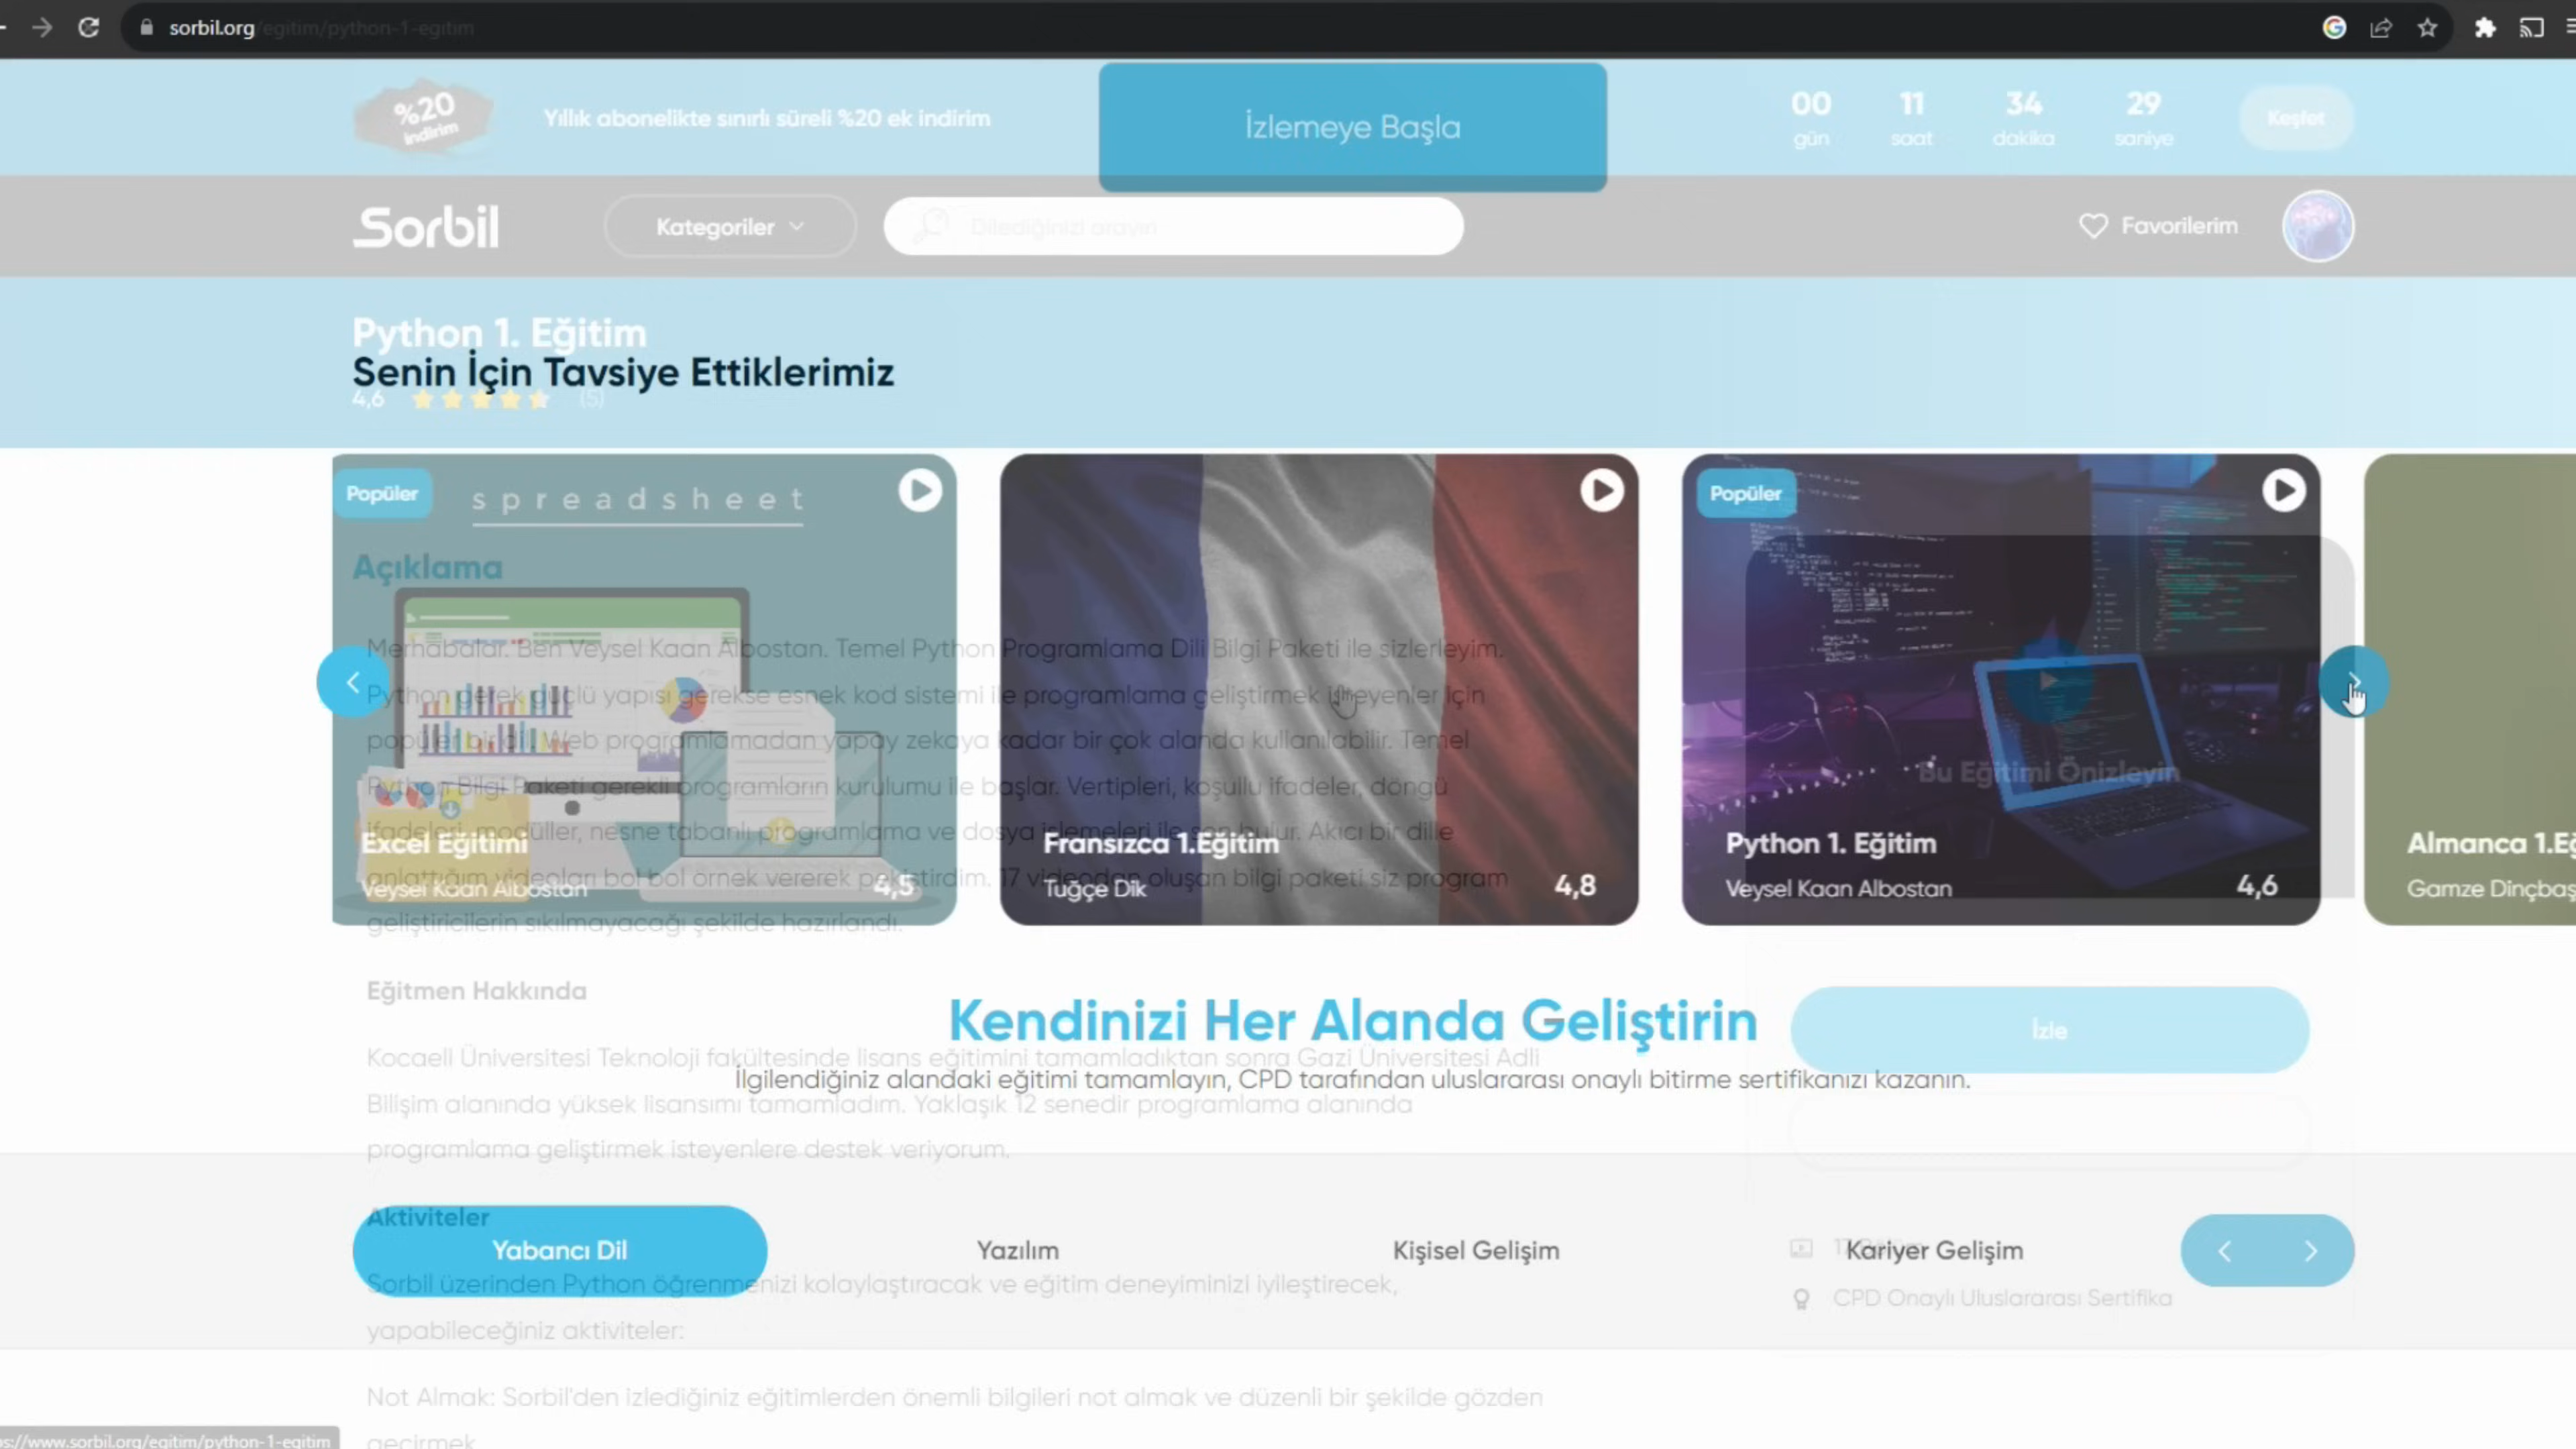 sorbil.org/egitim/python-1-egitim
%20 indirim
Yıllık abonelikte sınırlı süreli %20 ek indirim
İzlemeye Başla
00 11 34 29
gün saat dakika saniye
Keşfet
Sorbil
Kategoriler
Dilediğinizi arayın
Favorilerim
Python 1. Eğitim
Senin İçin Tavsiye Ettiklerimiz
4,6 (5)
Popüler
spreadsheet
Popüler
Açıklama
Merhabalar. Ben Veysel Kaan Albostan. Temel Python Programlama Dili Bilgi Paketi ile sizlerleyim.
Python gerek güçlü yapısı gerekse esnek kod sistemi ile programlama geliştirmek isteyenler için
popüler bir dil. Web programlamadan yapay zekaya kadar bir çok alanda kullanılabilir. Temel
Bu Eğitimi Önizleyin
Python Bilgi Paketi gerekli programların kurulumu ile başlar. Vertipleri, koşullu ifadeler, döngü
ifadeleri, modüller, nesne tabanlı programlama ve dosya işlemeleri ile son bulur. Akıcı bir dille
Excel Eğitimi
Veysel Kaan Albostan 4,5
Fransızca 1.Eğitim
Tuğçe Dik 4,8
Python 1. Eğitim
Veysel Kaan Albostan 4,6
Almanca 1.Eğ
Gamze Dinçbaş
anlattığım videoları bol bol örnek vererek pekiştirdim. 17 videodan oluşan bilgi paketi siz program
geliştiricilerin sıkılmayacağı şekilde hazırlandı.
Eğitmen Hakkında
Kendinizi Her Alanda Geliştirin
İzle
Kocaeli Üniversitesi Teknoloji fakültesinde lisans eğitimini tamamladıktan sonra Gazi Üniversitesi Adli
İlgilendiğiniz alandaki eğitimi tamamlayın, CPD tarafından uluslararası onaylı bitirme sertifikanızı kazanın.
Bilişim alanında yüksek lisansımı tamamladım. Yaklaşık 12 senedir programlama alanında
programlama geliştirmek isteyenlere destek veriyorum.
Aktiviteler
Yabancı Dil
Yazılım
Kişisel Gelişim
Kariyer Gelişim
Sorbil üzerinden Python öğrenmenizi kolaylaştıracak ve eğitim deneyiminizi iyileştirecek,
CPD Onaylı Uluslararası Sertifika
yapabileceğiniz aktiviteler:
Not Almak: Sorbil'den izlediğiniz eğitimlerden önemli bilgileri not almak ve düzenli bir şekilde gözden
geçirmek
ps://www.sorbil.org/egitim/python-1-egitim